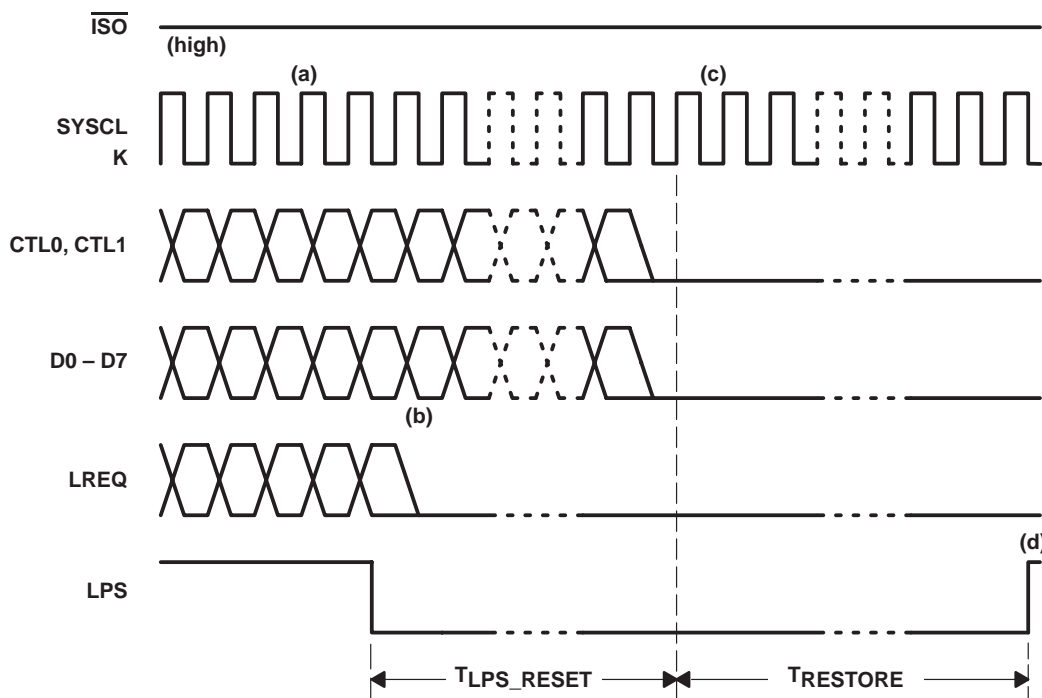 ISO
(high)
(a)
(c)
SYSCL
K
CTL0, CTL1
D0 – D7
(b)
LREQ
(d)
LPS
TLPS_RESET
TRESTORE